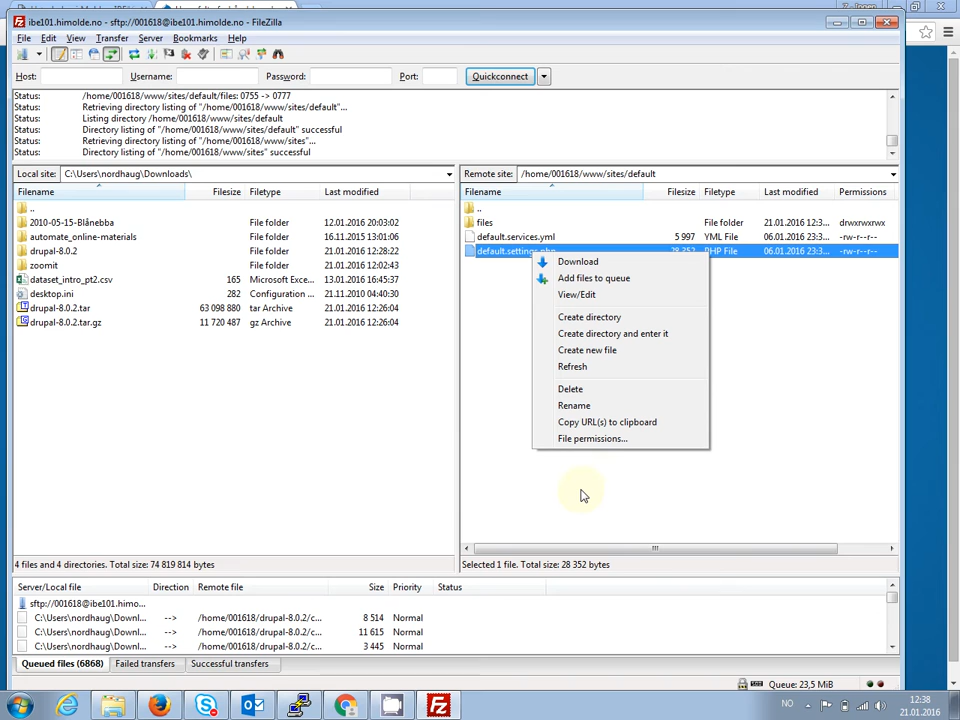 ibe101.himolde.no - sftp://001618@ibe101.himolde.no - FileZilla
File Edit View Transfer Server Bookmarks Help
Host: Username: Password: Port: Quickconnect
Status: /home/001618/www/sites/default/files: 0755 -> 0777
Status: Retrieving directory listing of "/home/001618/www/sites/default"...
Status: Listing directory /home/001618/www/sites/default
Status: Directory listing of "/home/001618/www/sites/default" successful
Status: Retrieving directory listing of "/home/001618/www/sites"...
Status: Directory listing of "/home/001618/www/sites" successful
Local site: C:\Users\nordhaug\Downloads\
Filename Filesize Filetype Last modified
..
2010-05-15-Blånebba File folder 12.01.2016 20:03:02
automate_online-materials File folder 16.11.2015 13:01:06
drupal-8.0.2 File folder 21.01.2016 12:28:22
zoomit File folder 21.01.2016 12:02:43
dataset_intro_pt2.csv 165 Microsoft Exce... 13.01.2016 16:45:37
desktop.ini 282 Configuration ... 21.11.2010 04:40:30
drupal-8.0.2.tar 63 098 880 tar Archive 21.01.2016 12:26:04
drupal-8.0.2.tar.gz 11 720 487 gz Archive 21.01.2016 12:26:04
4 files and 4 directories. Total size: 74 819 814 bytes
Remote site: /home/001618/www/sites/default
Filename Filesize Filetype Last modified Permissions
..
files File folder 21.01.2016 12:3... drwxrwxrwx
default.services.yml 5 997 YML File 06.01.2016 23:3... -rw-r--r--
default.settings.php 28 352 PHP File 06.01.2016 23:3... -rw-r--r--
Download
Add files to queue
View/Edit
Create directory
Create directory and enter it
Create new file
Refresh
Delete
Rename
Copy URL(s) to clipboard
File permissions...
Selected 1 file. Total size: 28 352 bytes
Server/Local file Direction Remote file Size Priority Status
sftp://001618@ibe101.himo...
C:\Users\nordhaug\Downl... --> /home/001618/drupal-8.0.2/c... 8 514 Normal
C:\Users\nordhaug\Downl... --> /home/001618/drupal-8.0.2/c... 11 615 Normal
C:\Users\nordhaug\Downl... --> /home/001618/drupal-8.0.2/c... 3 445 Normal
Queued files (6868) Failed transfers Successful transfers
Queue: 23,5 MiB
NO
12:38
21.01.2016